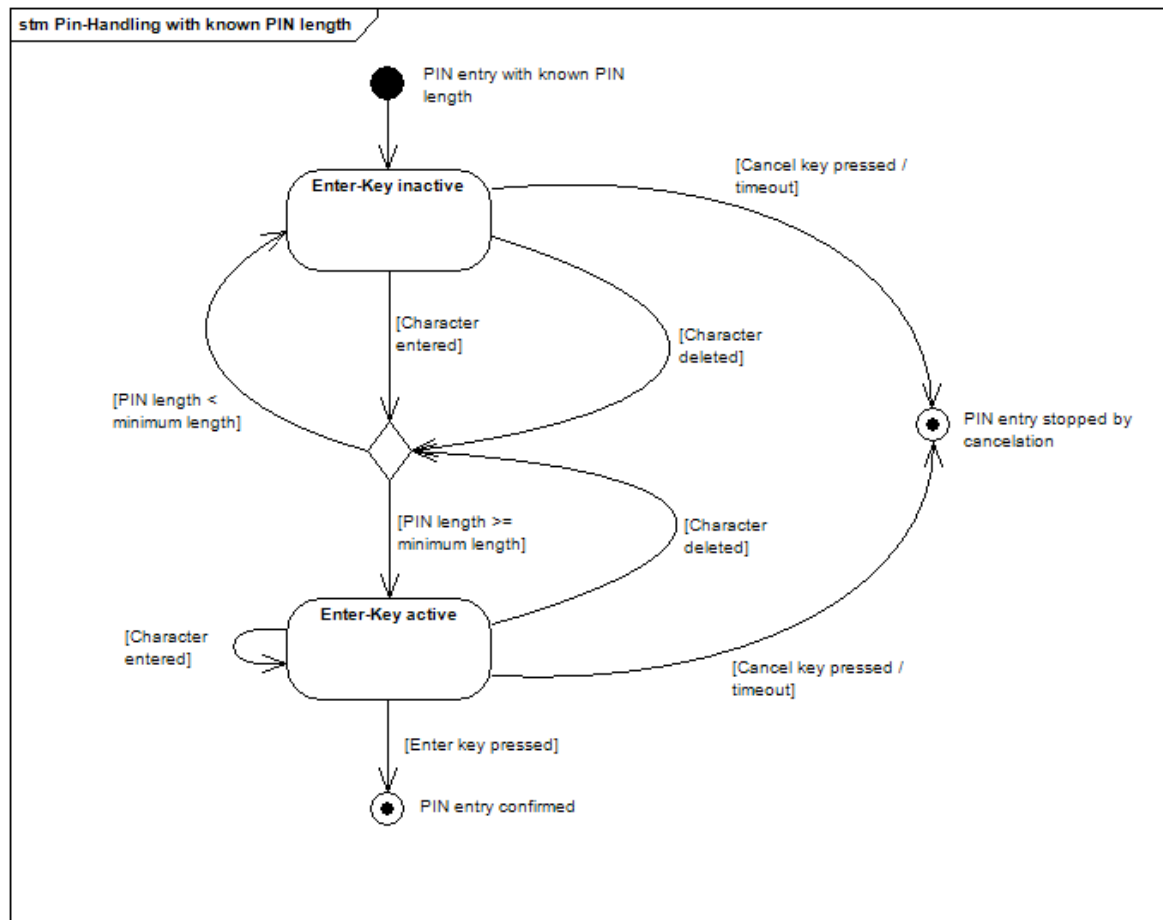 stm Pin-Handling with known PIN length
PIN entry with known PIN
length
Enter-Key inactive
[Cancel key pressed /
timeout]
[Character
entered]
[Character
deleted]
[PIN length <
minimum length]
PIN entry stopped by
cancelation
[PIN length >=
minimum length]
[Character
deleted]
Enter-Key active
[Character
entered]
[Cancel key pressed /
timeout]
[Enter key pressed]
PIN entry confirmed